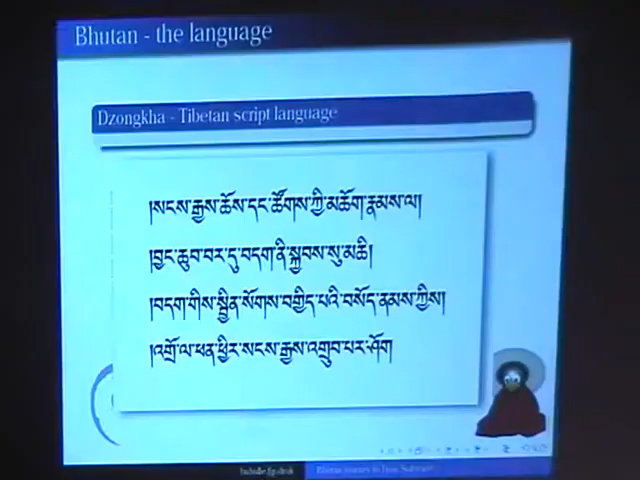 Bhutan - the language
Dzongkha - Tibetan script language
།སངས་རྒྱས་ཆོས་དང་ཚོགས་ཀྱི་མཆོག་རྣམས་ལ།
།བྱང་ཆུབ་བར་དུ་བདག་ནི་སྐྱབས་སུ་མཆི།
།བདག་གིས་སྦྱིན་སོགས་བགྱིད་པའི་བསོད་ནམས་ཀྱིས།
།འགྲོ་ལ་ཕན་ཕྱིར་སངས་རྒྱས་འགྲུབ་པར་ཤོག